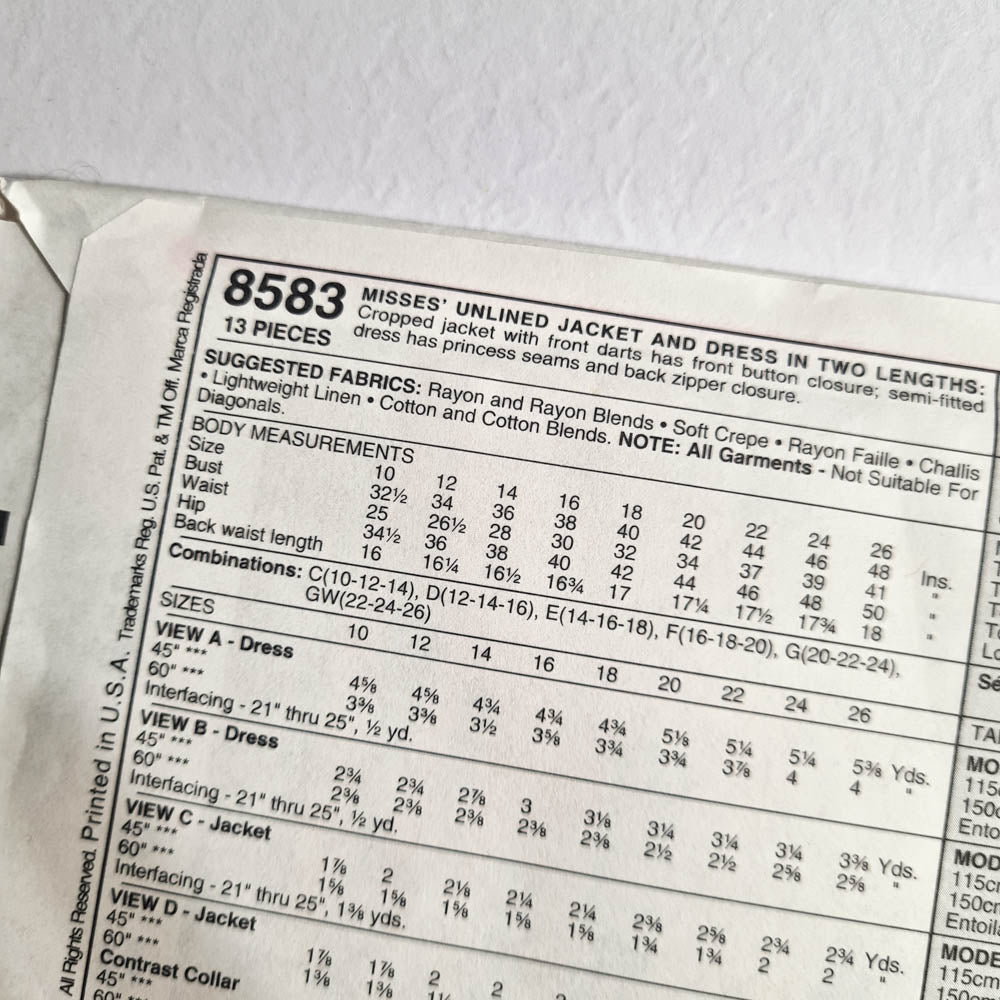 8583 MISSES' UNLINED JACKET AND DRESS IN TWO LENGTHS:
13 PIECES Cropped jacket with front darts has front button closure; semi-fitted
dress has princess seams and back zipper closure.
SUGGESTED FABRICS: Rayon and Rayon Blends • Soft Crepe • Rayon Faille • Challis
• Lightweight Linen • Cotton and Cotton Blends. NOTE: All Garments - Not Suitable For
Diagonals.
BODY MEASUREMENTS
Size 10 12 14 16 18 20 22 24 26
Bust 32½ 34 36 38 40 42 44 46 48 Ins.
Waist 25 26½ 28 30 32 34 37 39 41 "
Hip 34½ 36 38 40 42 44 46 48 50 "
Back waist length 16 16¼ 16½ 16¾ 17 17¼ 17½ 17¾ 18 "
Combinations: C(10-12-14), D(12-14-16), E(14-16-18), F(16-18-20), G(20-22-24),
GW(22-24-26)
SIZES 10 12 14 16 18 20 22 24 26
VIEW A - Dress
45" *** 4⅝ 4⅝ 4¾ 4¾ 4¾ 5⅛ 5¼ 5¼ 5⅜ Yds.
60" *** 3⅜ 3⅜ 3½ 3⅝ 3¾ 3¾ 3⅞ 4 4 "
Interfacing - 21" thru 25", ½ yd.
VIEW B - Dress
45" *** 2¾ 2¾ 2⅞ 3 3⅛ 3¼ 3¼ 3¼ 3⅜ Yds.
60" *** 2⅜ 2⅜ 2⅜ 2⅜ 2⅜ 2½ 2½ 2⅝ 2⅝ "
Interfacing - 21" thru 25", ½ yd.
VIEW C - Jacket
45" *** 1⅞ 2 2⅛ 2¼ 2¼ 2⅜ 2⅝ 2¾ 2¾ Yds.
60" *** 1⅝ 1⅝ 1⅝ 1⅝ 1⅝ 1¾ 1¾ 2 2 "
Interfacing - 21" thru 25", 1⅜ yds.
VIEW D - Jacket
45" *** 1⅞ 1⅞ 2 2
60" *** 1⅜ 1⅜
Contrast Collar
45" ***
60" ***
All Rights Reserved. Printed in U.S.A. Trademarks Reg. U.S. Pat. & TM Off. Marca Registrada
Sé
TA
MO
115
150
Ento
MOD
115cm
150cm
Entoil
MODE
115cm
150cm